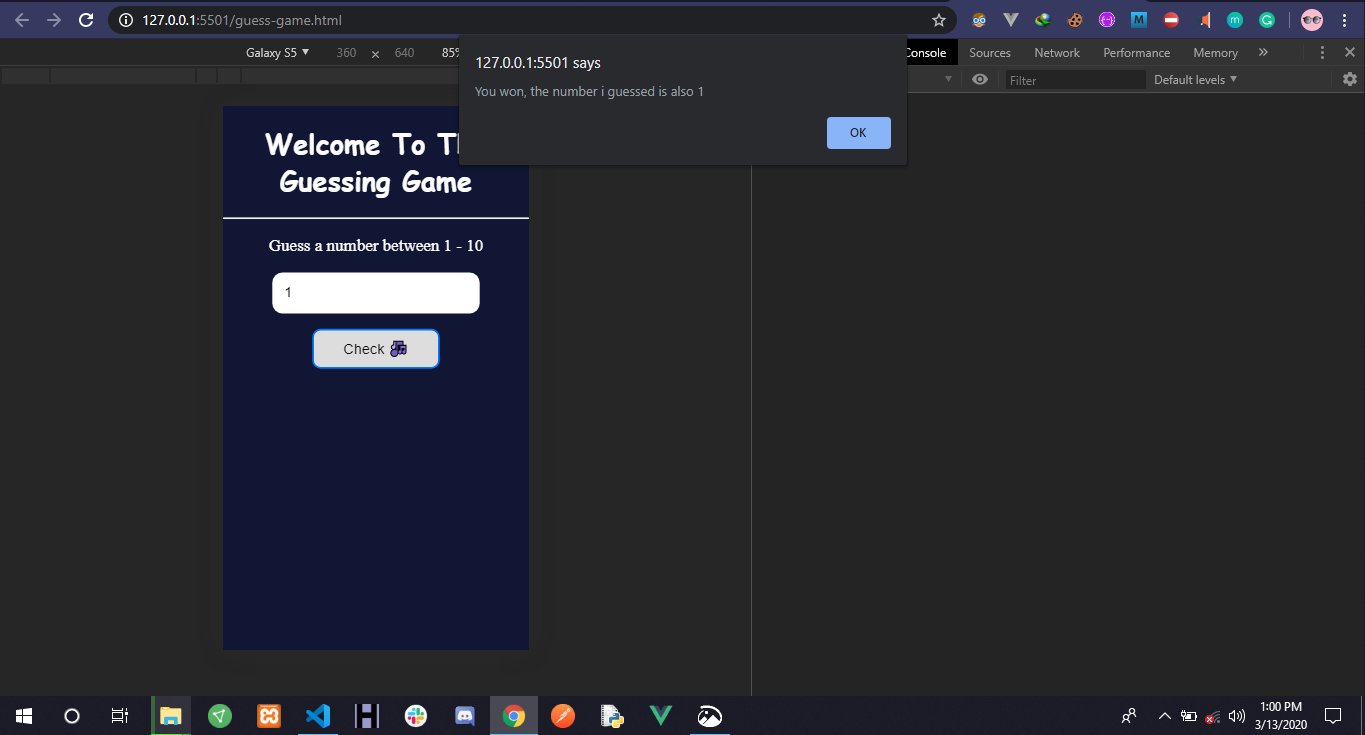 127.0.0.1:5501/guess-game.html
Galaxy S5 ▼ 360 × 640 85%
Console Sources Network Performance Memory »
Filter Default levels ▼
127.0.0.1:5501 says
You won, the number i guessed is also 1
OK
Welcome To
Guessing Game
Guess a number between 1 - 10
1
Check
1:00 PM
3/13/2020